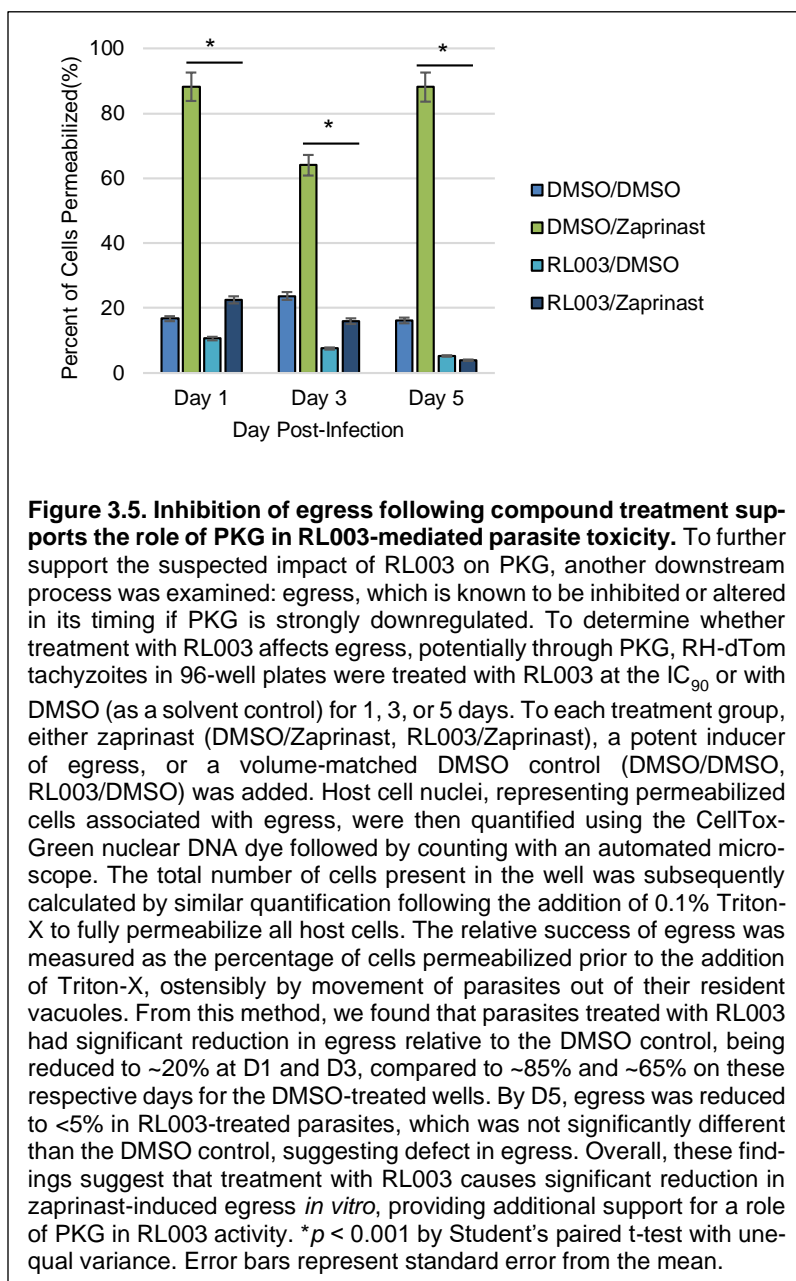 100
80
60
40
20
0
Percent of Cells Permeabilized(%)
*
*
*
Day 1 Day 3 Day 5
Day Post-Infection
DMSO/DMSO
DMSO/Zaprinast
RL003/DMSO
RL003/Zaprinast
Figure 3.5. Inhibition of egress following compound treatment sup-
ports the role of PKG in RL003-mediated parasite toxicity. To further
support the suspected impact of RL003 on PKG, another downstream
process was examined: egress, which is known to be inhibited or altered
in its timing if PKG is strongly downregulated. To determine whether
treatment with RL003 affects egress, potentially through PKG, RH-dTom
tachyzoites in 96-well plates were treated with RL003 at the IC90 or with
DMSO (as a solvent control) for 1, 3, or 5 days. To each treatment group,
either zaprinast (DMSO/Zaprinast, RL003/Zaprinast), a potent inducer
of egress, or a volume-matched DMSO control (DMSO/DMSO,
RL003/DMSO) was added. Host cell nuclei, representing permeabilized
cells associated with egress, were then quantified using the CellTox-
Green nuclear DNA dye followed by counting with an automated micro-
scope. The total number of cells present in the well was subsequently
calculated by similar quantification following the addition of 0.1% Triton-
X to fully permeabilize all host cells. The relative success of egress was
measured as the percentage of cells permeabilized prior to the addition
of Triton-X, ostensibly by movement of parasites out of their resident
vacuoles. From this method, we found that parasites treated with RL003
had significant reduction in egress relative to the DMSO control, being
reduced to ~20% at D1 and D3, compared to ~85% and ~65% on these
respective days for the DMSO-treated wells. By D5, egress was reduced
to <5% in RL003-treated parasites, which was not significantly different
than the DMSO control, suggesting defect in egress. Overall, these find-
ings suggest that treatment with RL003 causes significant reduction in
zaprinast-induced egress in vitro, providing additional support for a role
of PKG in RL003 activity. *p < 0.001 by Student's paired t-test with une-
qual variance. Error bars represent standard error from the mean.